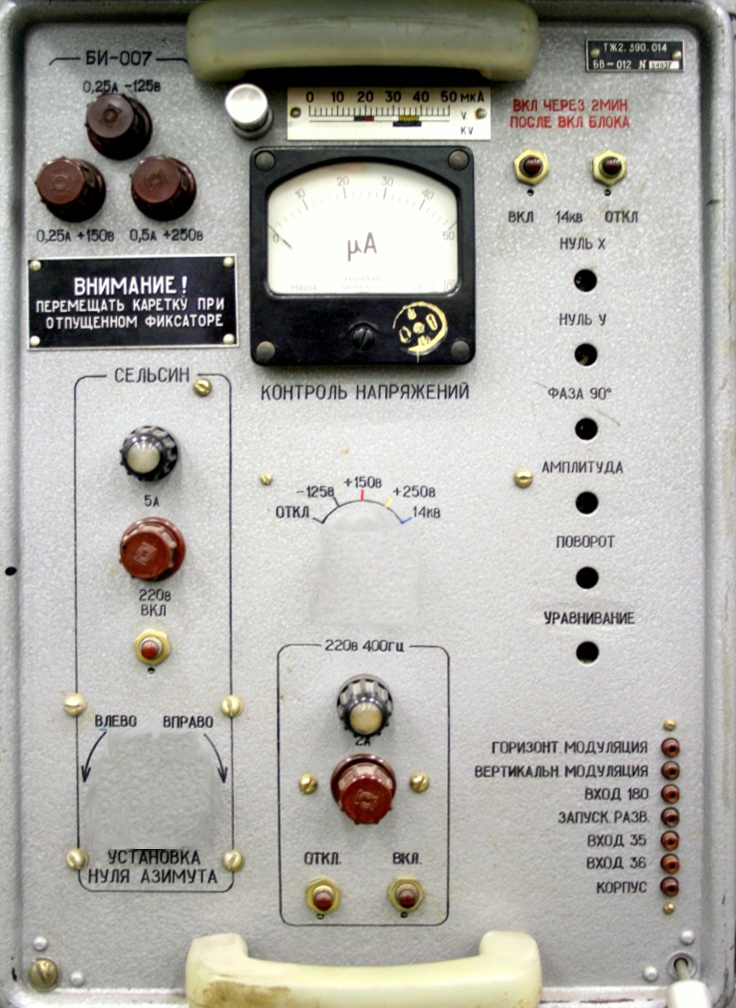 БИ-007
0,25А -125В
0,25А +150В
0,5А +250В
0 10 20 30 40 50 МКА
V
KV
ТЖ2.390.014
БВ-012 №
ВКЛ ЧЕРЕЗ 2МИН
ПОСЛЕ ВКЛ БЛОКА
ВКЛ 14КВ ОТКЛ
0 10 20 30 40 50
µA
ВНИМАНИЕ!
ПЕРЕМЕЩАТЬ КАРЕТКУ ПРИ
ОТПУЩЕННОМ ФИКСАТОРЕ
КОНТРОЛЬ НАПРЯЖЕНИЙ
ОТКЛ
-125В
+150В
+250В
14КВ
СЕЛЬСИН
5А
220В
ВКЛ
ВЛЕВО ВПРАВО
УСТАНОВКА
НУЛЯ АЗИМУТА
220В 400ГЦ
2А
ОТКЛ. ВКЛ.
НУЛЬ Х
НУЛЬ У
ФАЗА 90°
АМПЛИТУДА
ПОВОРОТ
УРАВНИВАНИЕ
ГОРИЗОНТ. МОДУЛЯЦИЯ
ВЕРТИКАЛЬН. МОДУЛЯЦИЯ
ВХОД 180
ЗАПУСК РАЗВ.
ВХОД 35
ВХОД 36
КОРПУС